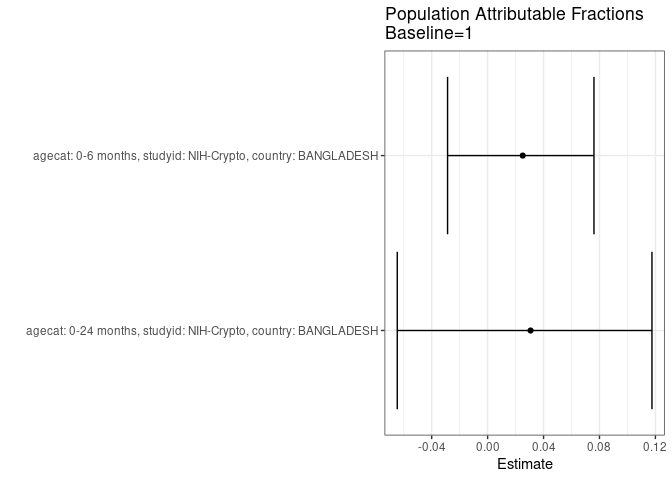 Population Attributable Fractions
Baseline=1
agecat: 0-6 months, studyid: NIH-Crypto, country: BANGLADESH
agecat: 0-24 months, studyid: NIH-Crypto, country: BANGLADESH
-0.04 0.00 0.04 0.08 0.12
Estimate